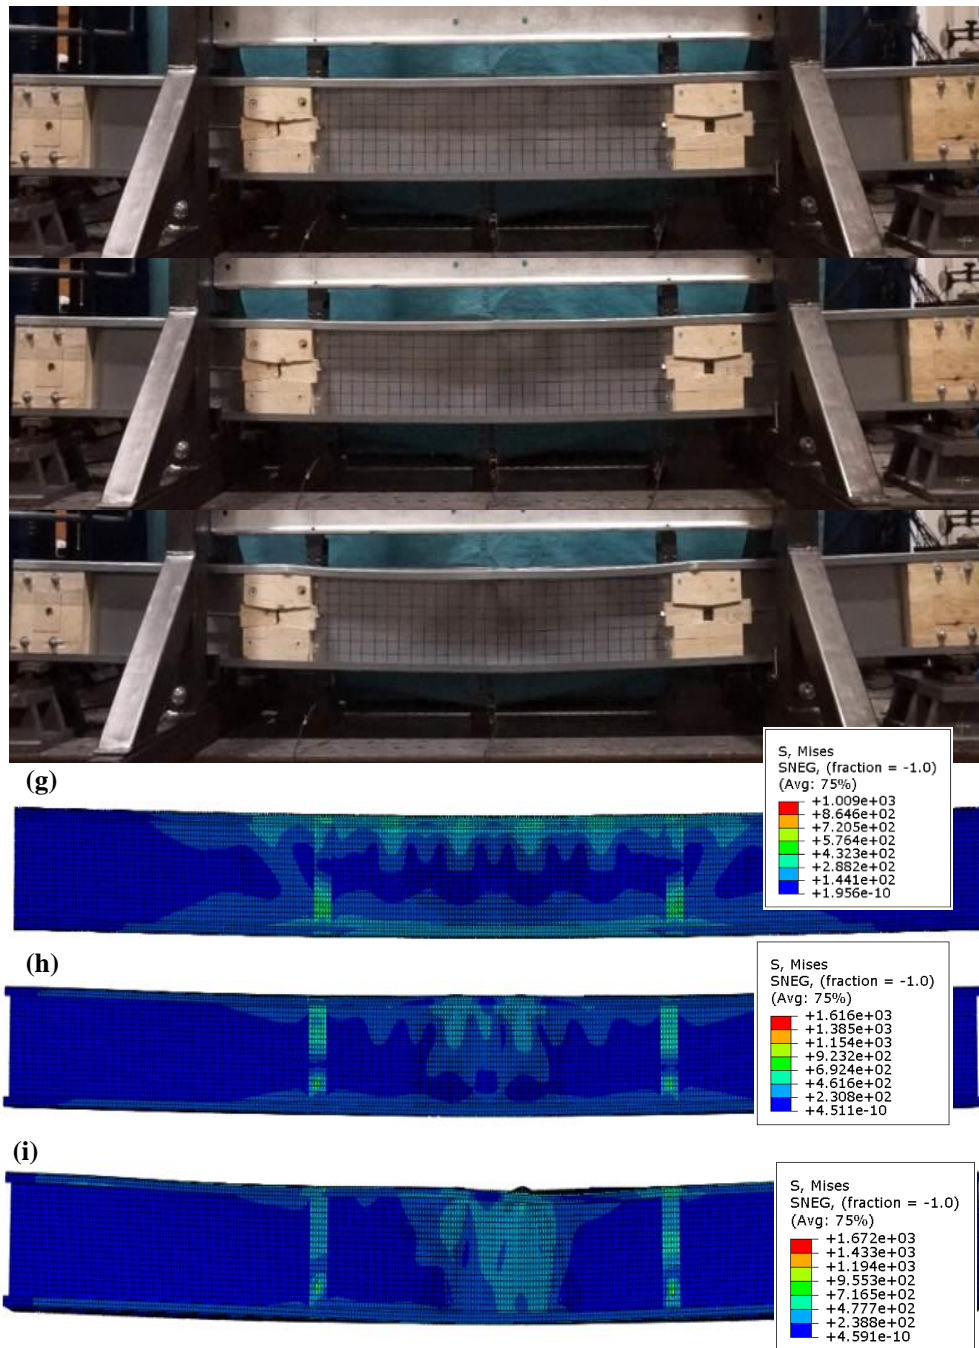 (g)
S, Mises
SNEG, (fraction = -1.0)
(Avg: 75%)
+1.009e+03
+8.646e+02
+7.205e+02
+5.764e+02
+4.323e+02
+2.882e+02
+1.441e+02
+1.956e-10
(h)
S, Mises
SNEG, (fraction = -1.0)
(Avg: 75%)
+1.616e+03
+1.385e+03
+1.154e+03
+9.232e+02
+6.924e+02
+4.616e+02
+2.308e+02
+4.511e-10
(i)
S, Mises
SNEG, (fraction = -1.0)
(Avg: 75%)
+1.672e+03
+1.433e+03
+1.194e+03
+9.553e+02
+7.165e+02
+4.777e+02
+2.388e+02
+4.591e-10